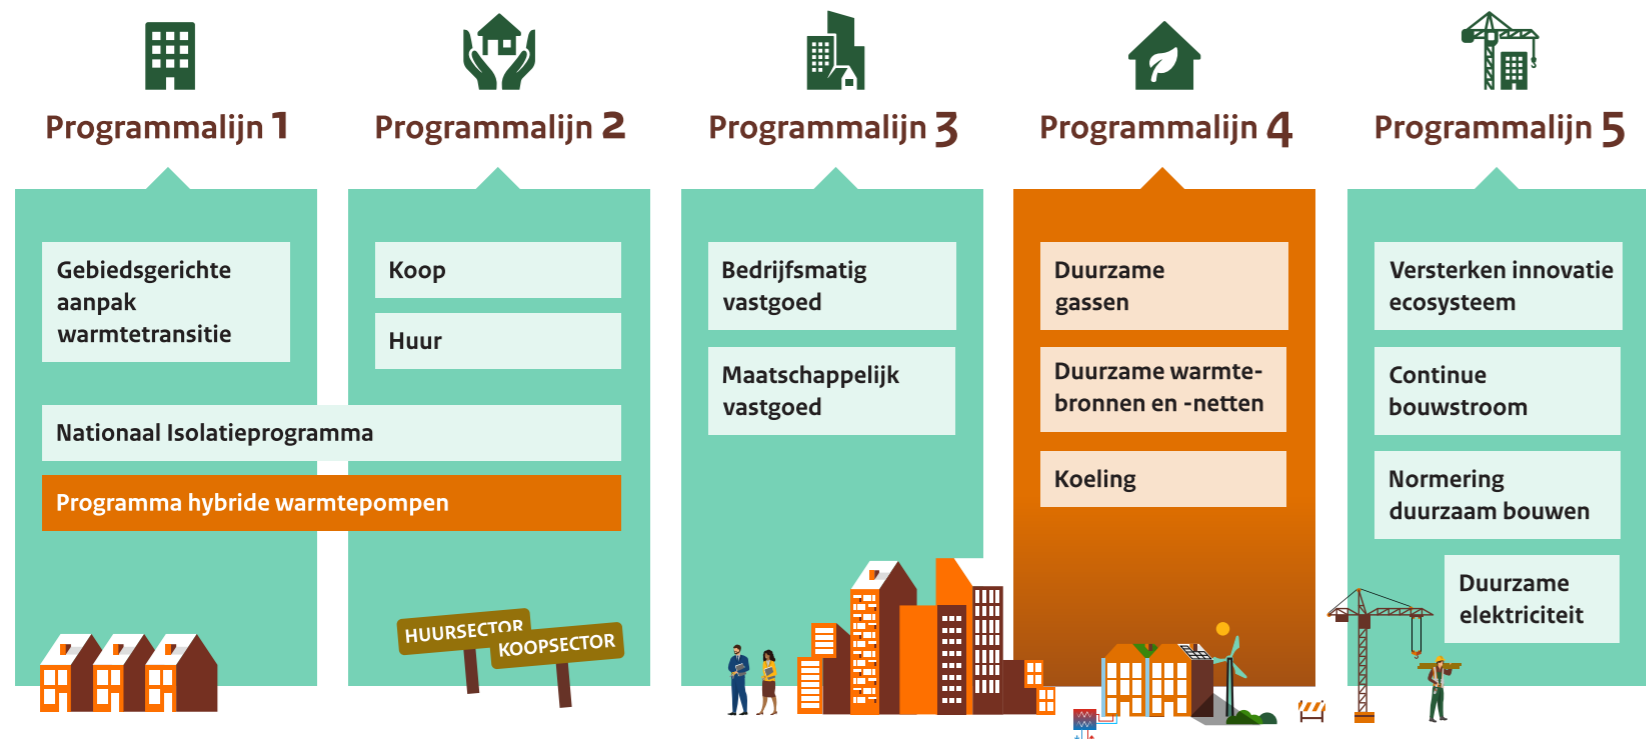 Programmalijn 1
Gebiedsgerichte
aanpak
warmtetransitie
Programmalijn 2
Koop
Huur
Nationaal Isolatieprogramma
Programma hybride warmtepompen
HUURSECTOR
KOOPSECTOR
Programmalijn 3
Bedrijfsmatig
vastgoed
Maatschappelijk
vastgoed
Programmalijn 4
Duurzame
gassen
Duurzame warmte-
bronnen en -netten
Koeling
Programmalijn 5
Versterken innovatie
ecosysteem
Continue
bouwstroom
Normering
duurzaam bouwen
Duurzame
elektriciteit